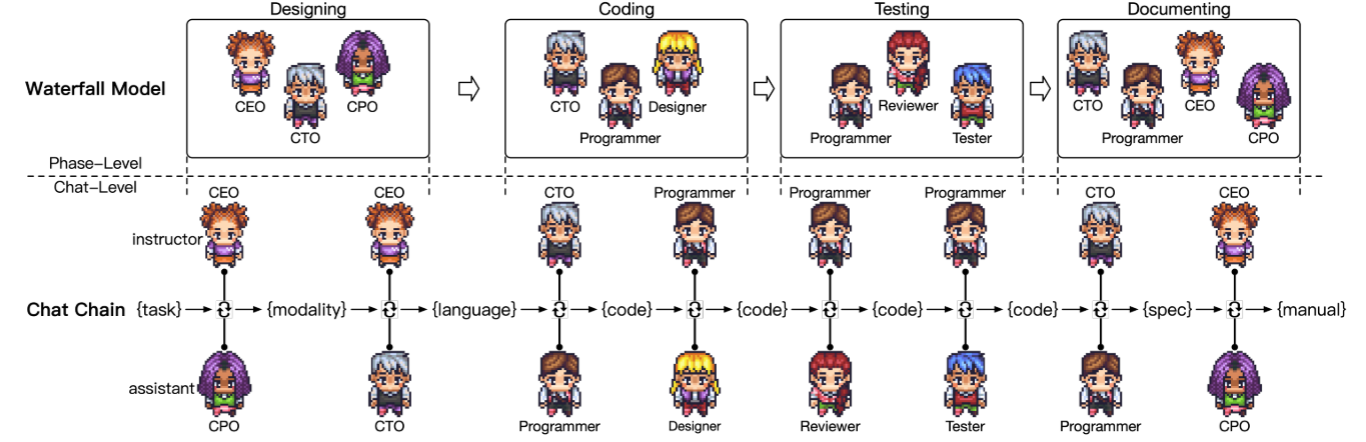 Designing Coding Testing Documenting
Waterfall Model
CEO CPO CTO
CTO Designer Programmer
Reviewer Programmer Tester
CTO CEO Programmer CPO
Phase-Level
Chat-Level
CEO CEO CTO Programmer Programmer Programmer CTO CEO
instructor
Chat Chain {task} {modality} {language} {code} {code} {code} {code} {spec} {manual}
assistant
CPO CTO Programmer Designer Reviewer Tester Programmer CPO